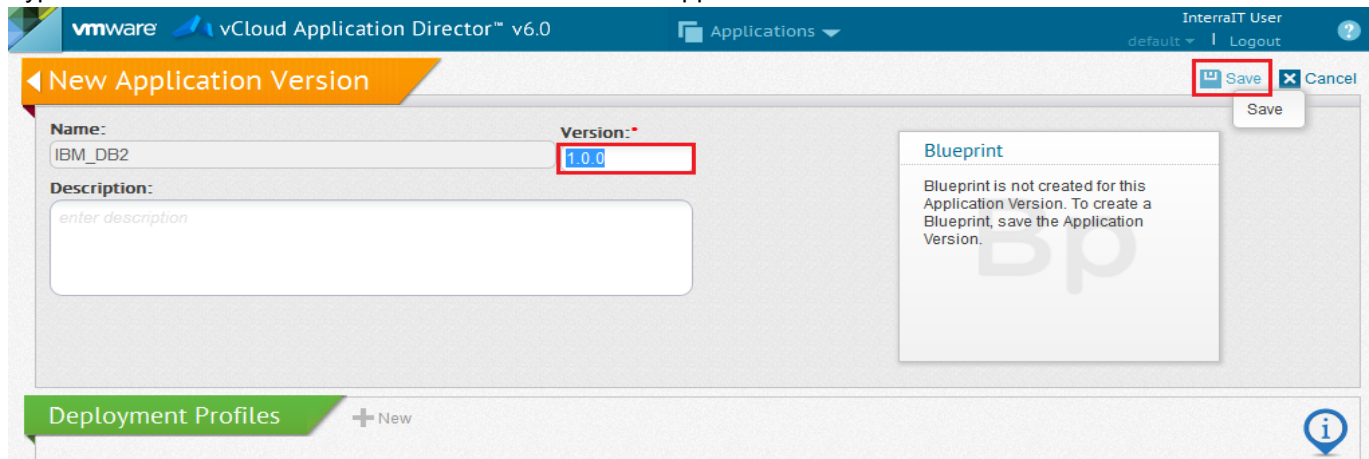 vmware vCloud Application Director™ v6.0
Applications
InterraIT User
default | Logout
?
New Application Version
Save
Cancel
Save
Name:
Version:*
IBM_DB2
1.0.0
Description:
enter description
Blueprint
Bp
Blueprint is not created for this
Application Version. To create a
Blueprint, save the Application
Version.
Deployment Profiles
New
i